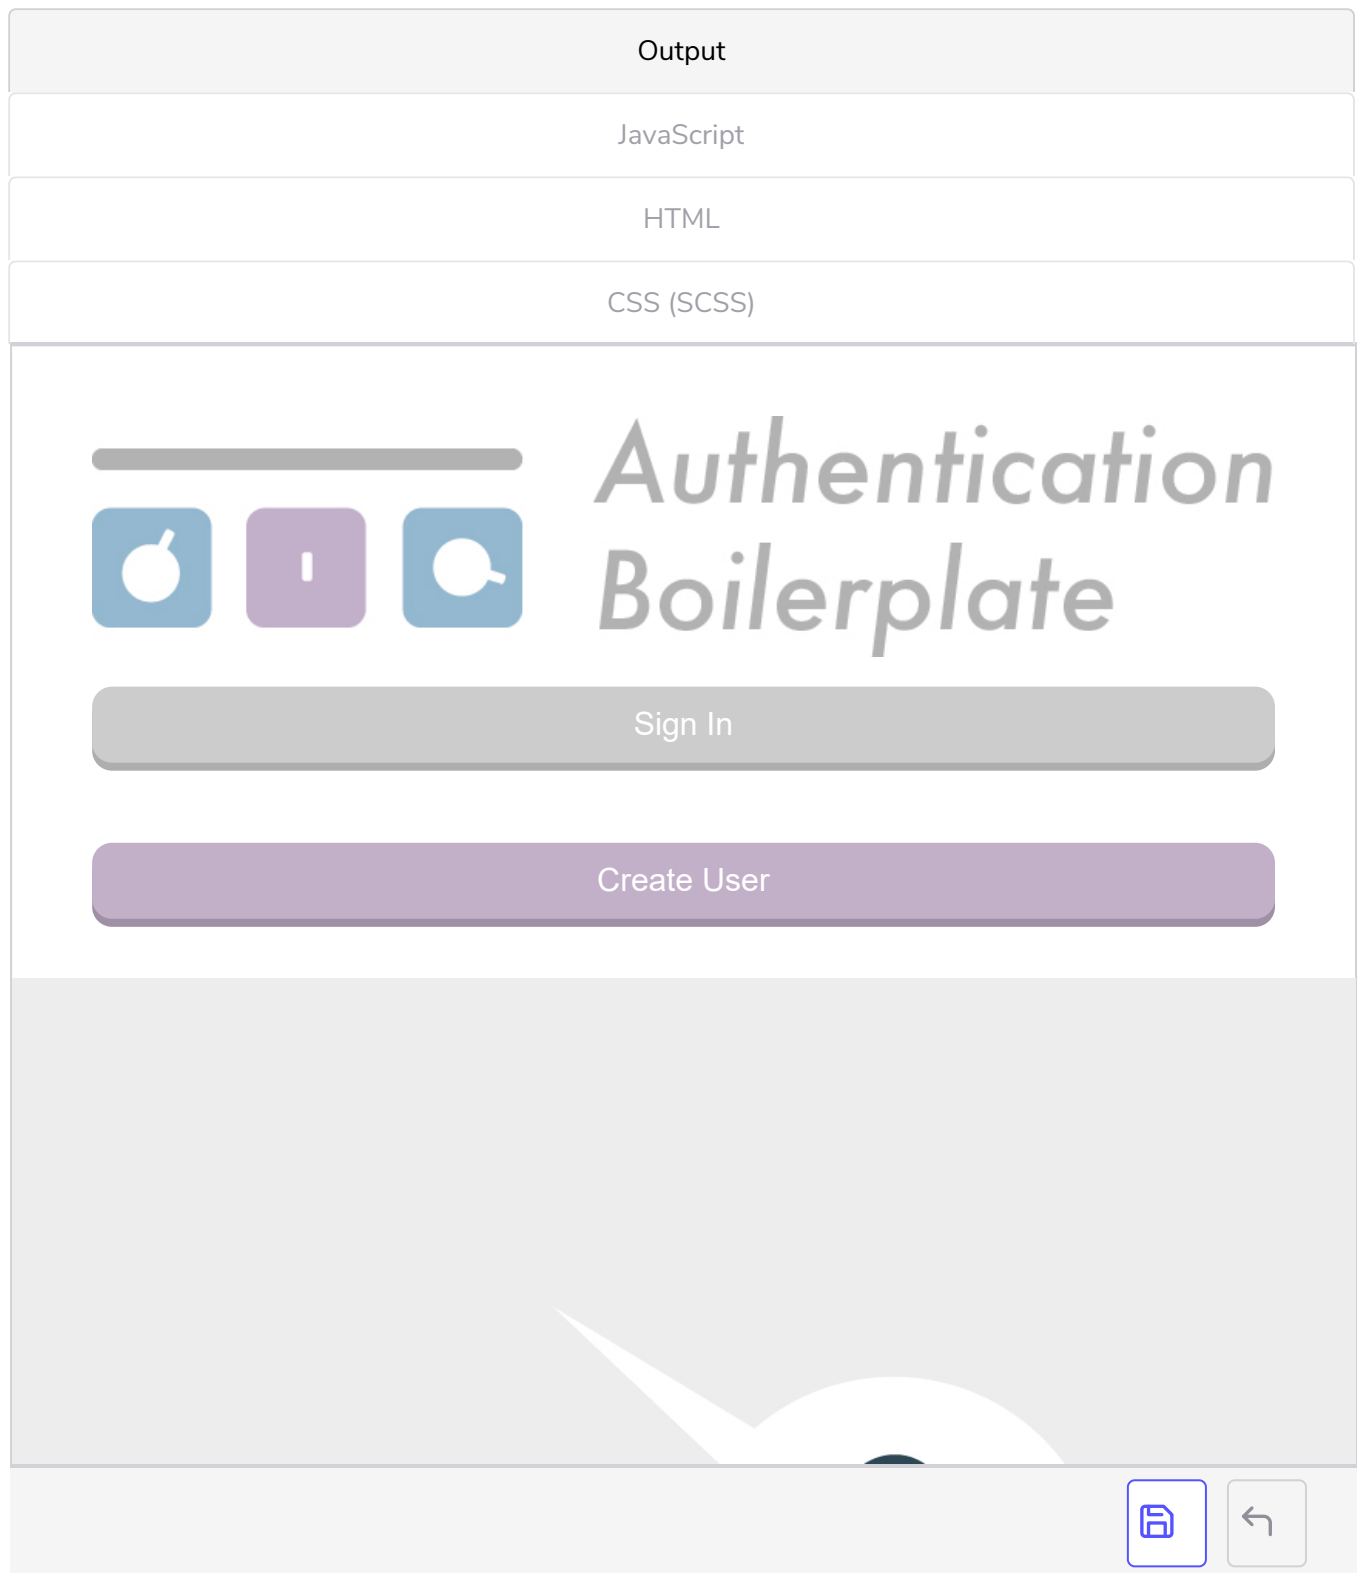 Output
JavaScript
HTML
CSS (SCSS)
Authentication
Boilerplate
Sign In
Create User